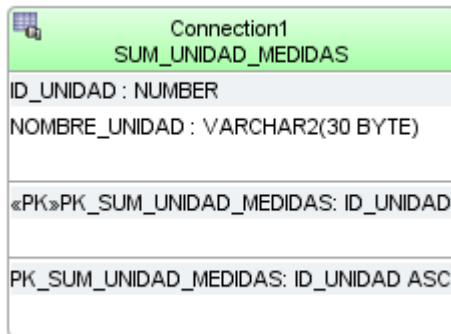 Connection1
SUM_UNIDAD_MEDIDAS
ID_UNIDAD : NUMBER
NOMBRE_UNIDAD : VARCHAR2(30 BYTE)
«PK»PK_SUM_UNIDAD_MEDIDAS: ID_UNIDAD
PK_SUM_UNIDAD_MEDIDAS: ID_UNIDAD ASC